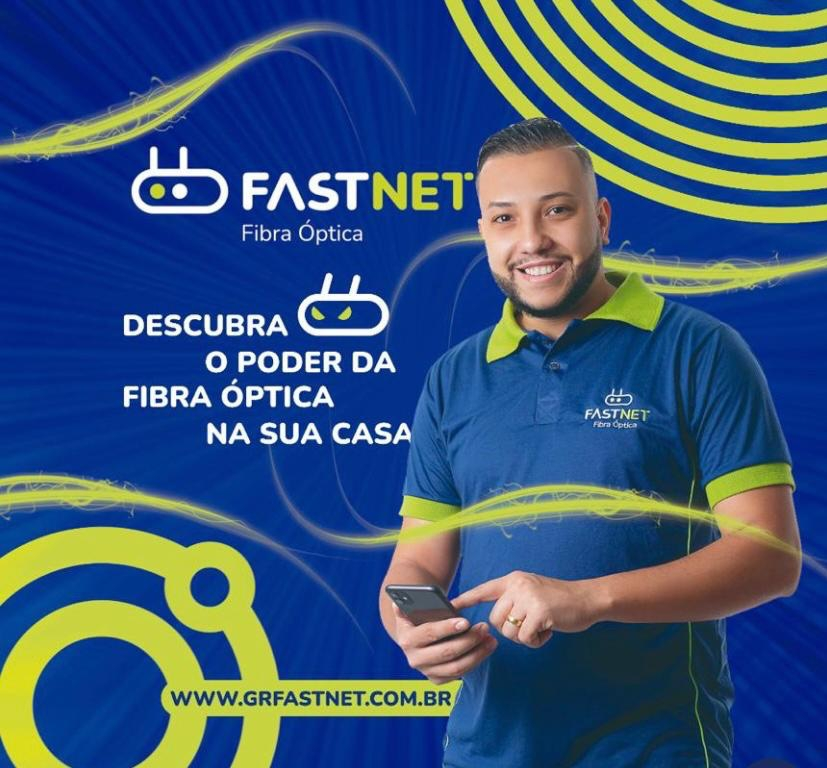 FASTNET
Fibra Óptica
DESCUBRA
O PODER DA
FIBRA ÓPTICA
NA SUA CASA
FASTNET
Fibra Óptica
WWW.GRFASTNET.COM.BR